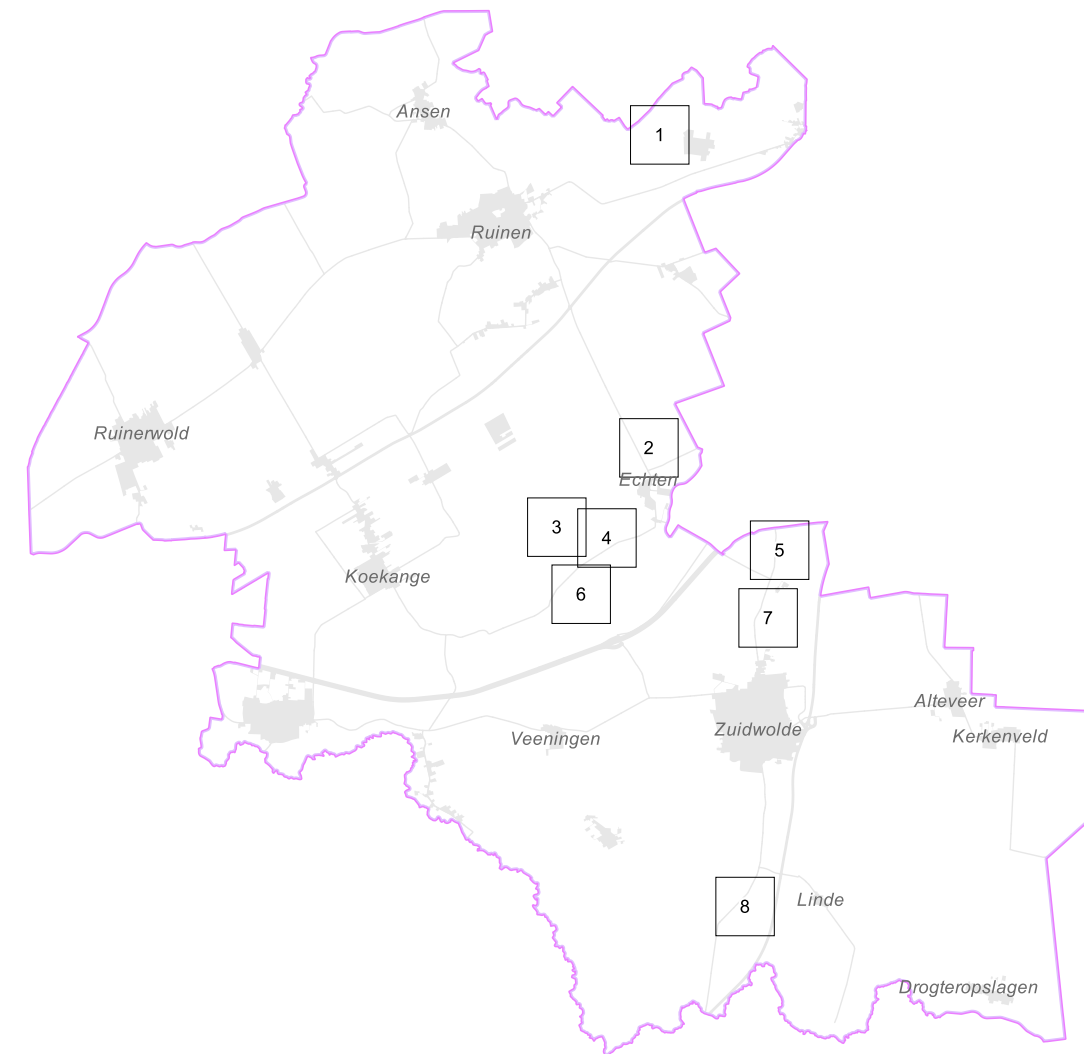 Ansen
1
Ruinen
Ruinerwold
2
Echten
3
4
5
Koekange
6
7
Alteveer
Zuidwolde
Kerkenveld
Veeningen
Linde
8
Drogteropslagen